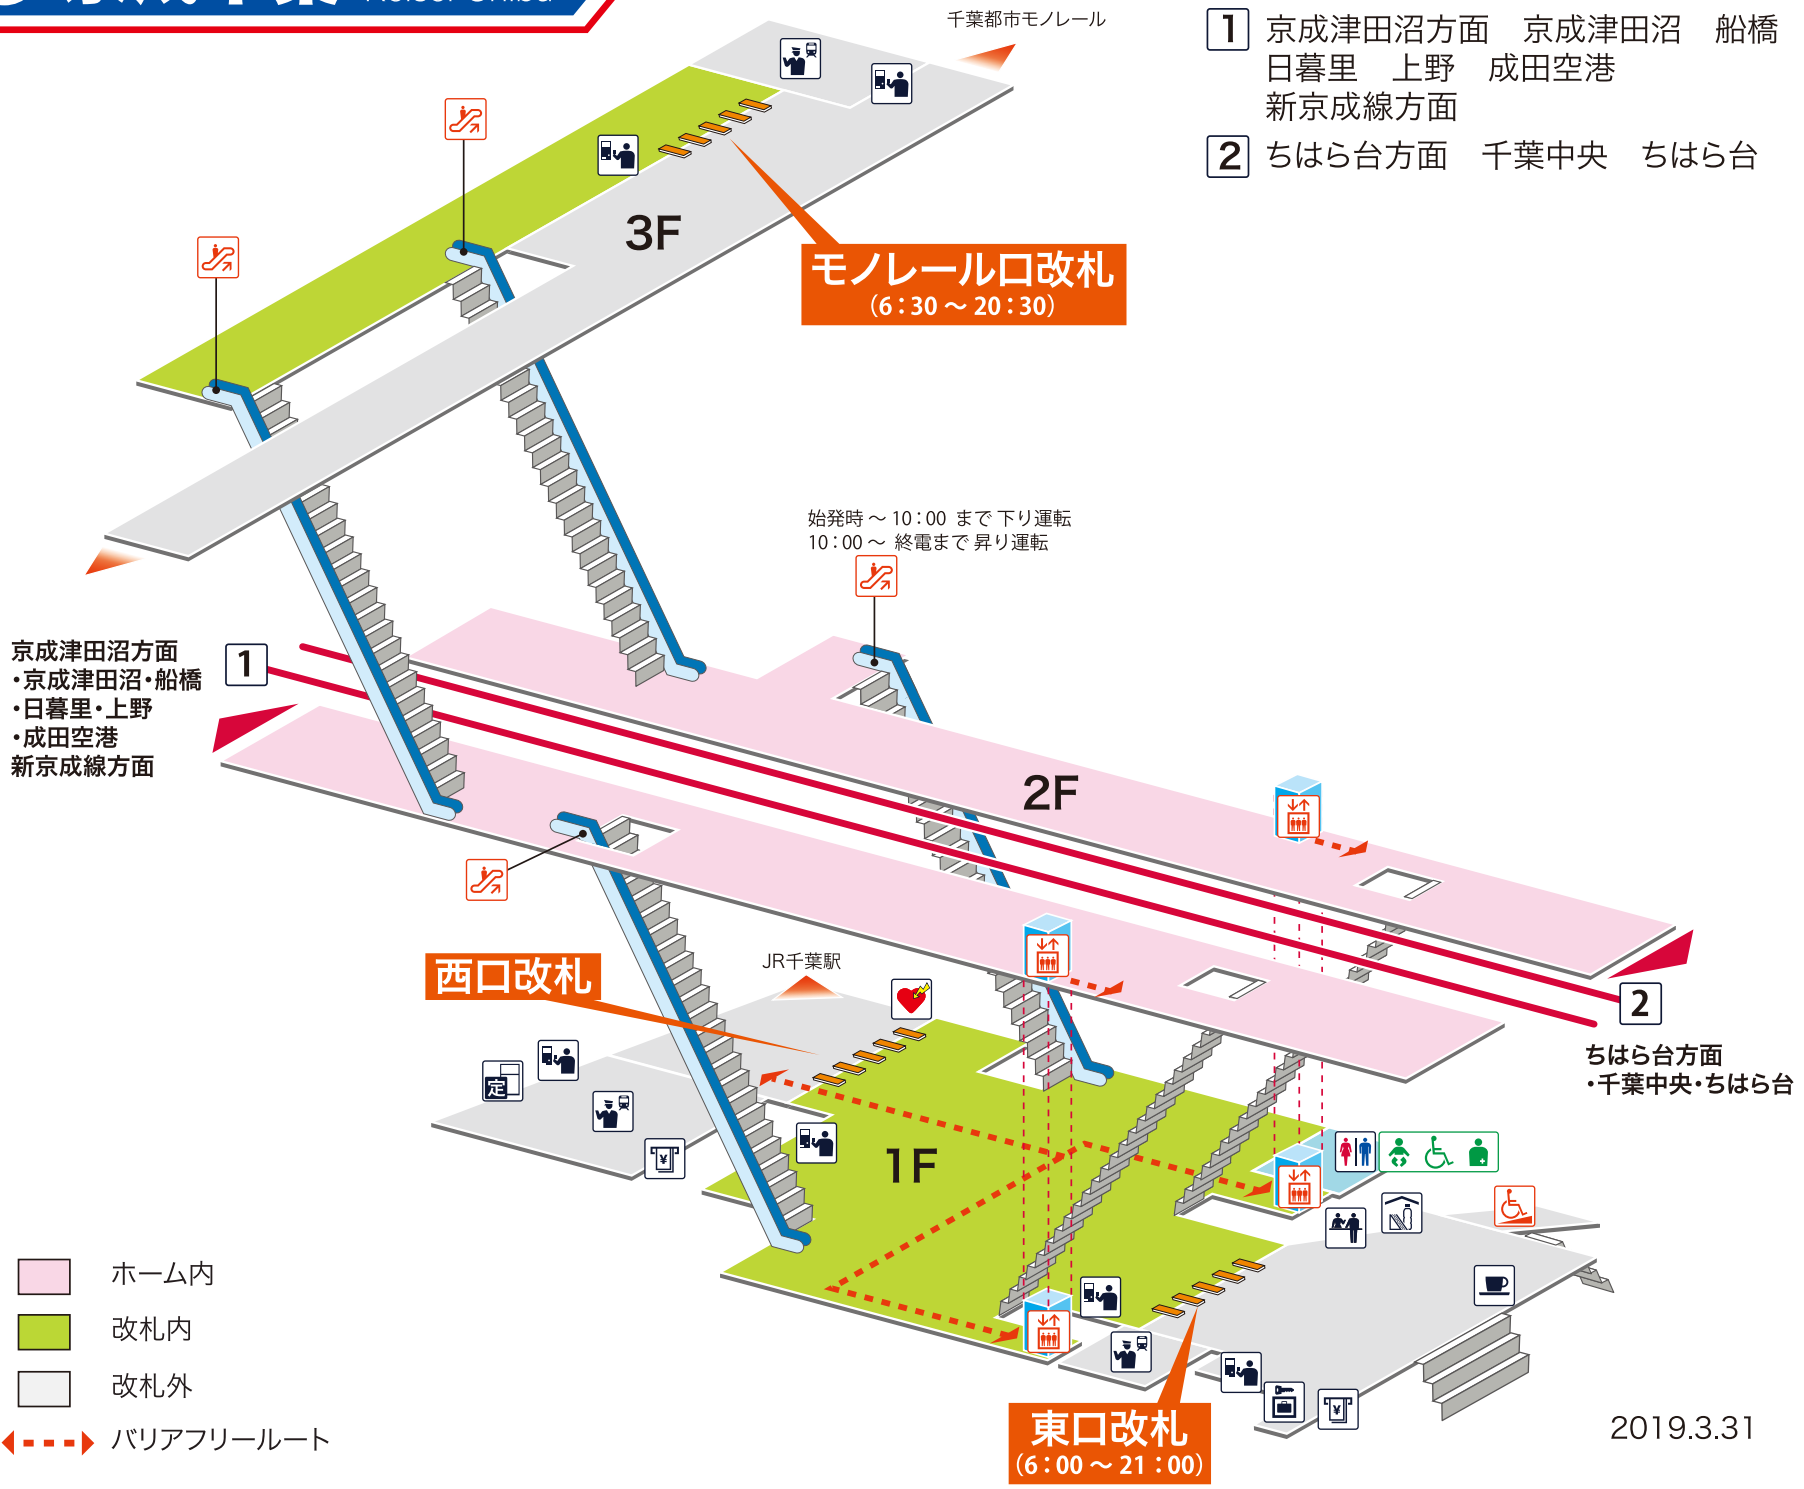 京成千葉 Keisei Chiba
千葉都市モノレール
1 京成津田沼方面 京成津田沼 船橋
日暮里 上野 成田空港
新京成線方面
2 ちはら台方面 千葉中央 ちはら台
3F
モノレール口改札
(6:30 〜 20:30)
始発時 〜 10:00 まで 下り運転
10:00 〜 終電まで 昇り運転
京成津田沼方面
・京成津田沼・船橋
・日暮里・上野
・成田空港
新京成線方面
1
2F
西口改札
JR千葉駅
2
ちはら台方面
・千葉中央・ちはら台
定
¥
1F
ホーム内
改札内
改札外
バリアフリールート
¥
東口改札
(6:00 〜 21:00)
2019.3.31